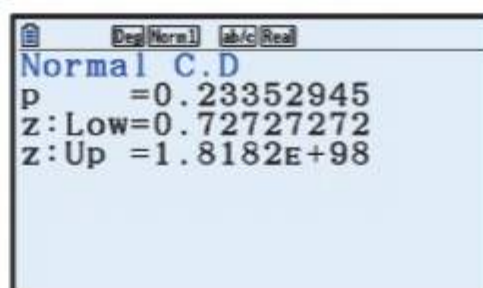 Deg Norm1 ab/c Real
Normal C.D
p =0.23352945
z:Low=0.72727272
z:Up =1.8182E+98